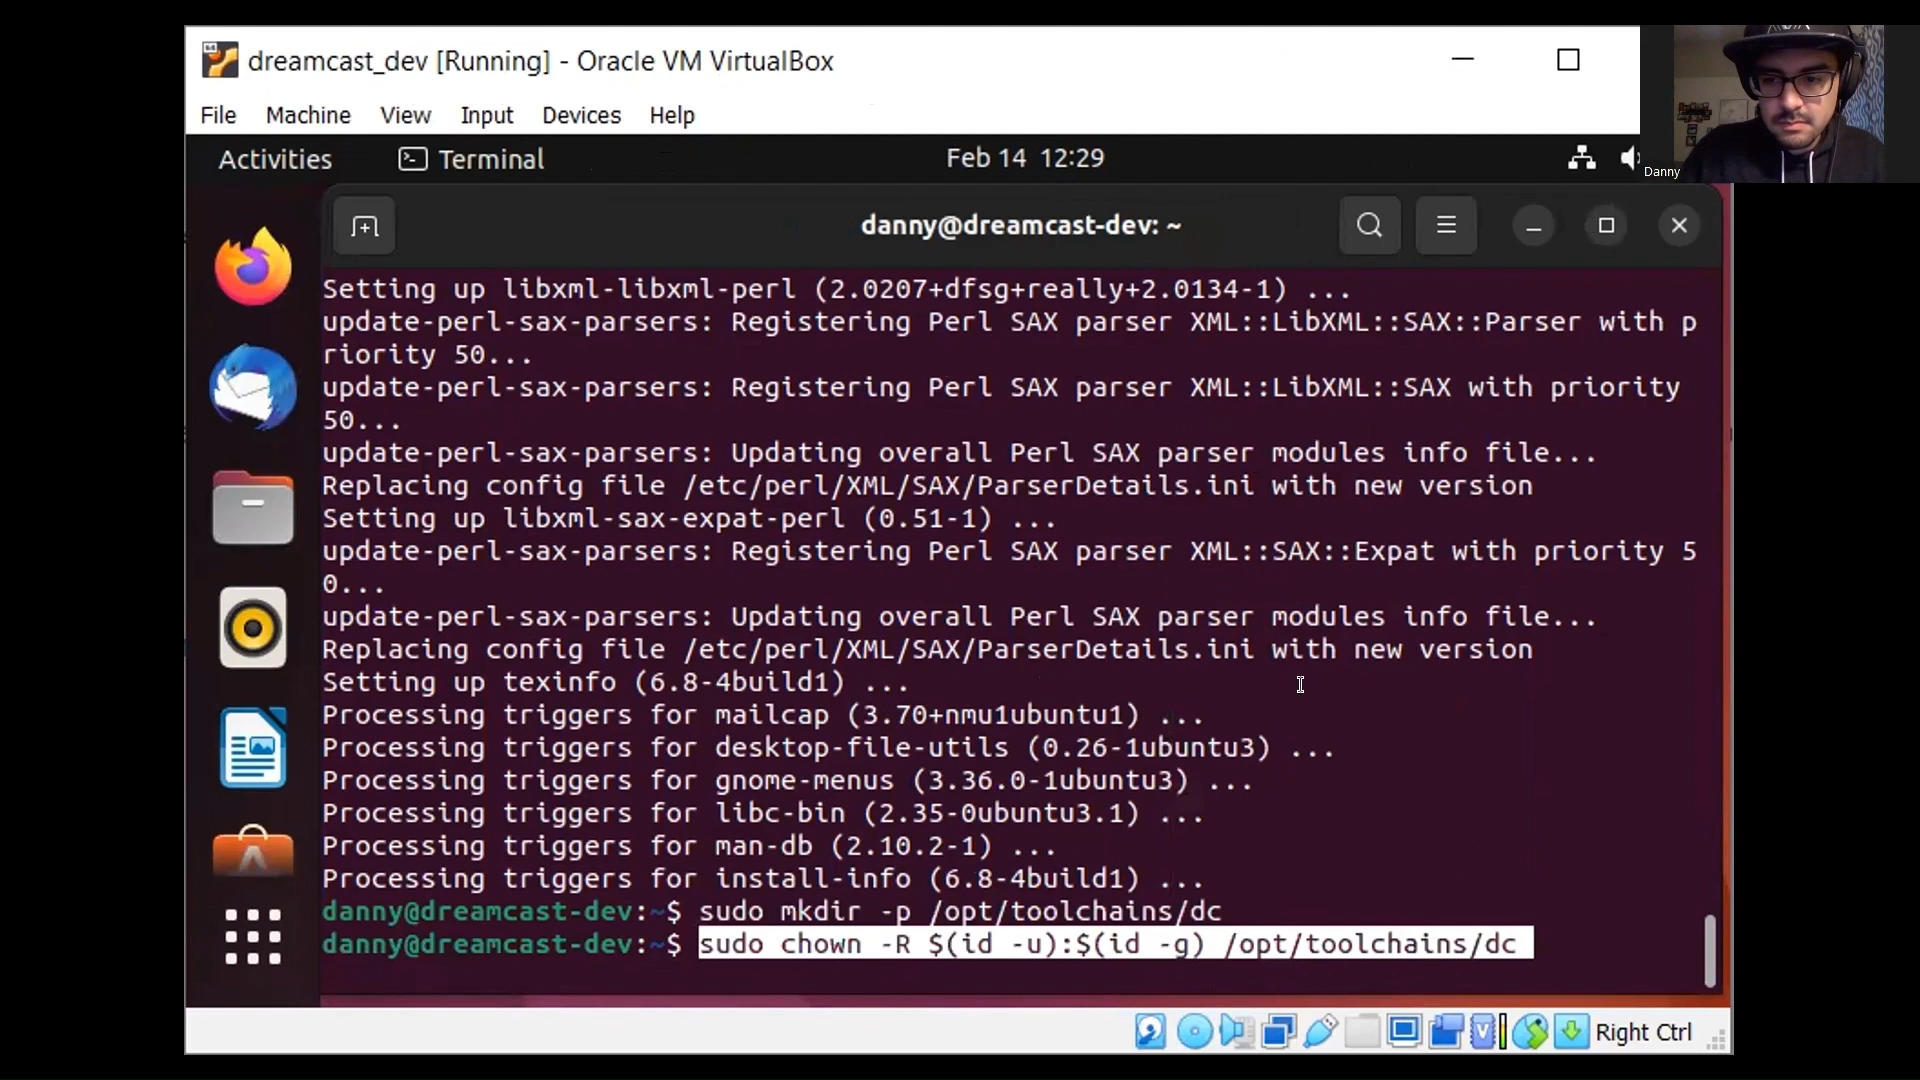 dreamcast_dev [Running] - Oracle VM VirtualBox
File Machine View Input Devices Help
Danny
Activities Terminal Feb 14 12:29
danny@dreamcast-dev: ~
Setting up libxml-libxml-perl (2.0207+dfsg+really+2.0134-1) ...
update-perl-sax-parsers: Registering Perl SAX parser XML::LibXML::SAX::Parser with p
riority 50...
update-perl-sax-parsers: Registering Perl SAX parser XML::LibXML::SAX with priority
50...
update-perl-sax-parsers: Updating overall Perl SAX parser modules info file...
Replacing config file /etc/perl/XML/SAX/ParserDetails.ini with new version
Setting up libxml-sax-expat-perl (0.51-1) ...
update-perl-sax-parsers: Registering Perl SAX parser XML::SAX::Expat with priority 5
0...
update-perl-sax-parsers: Updating overall Perl SAX parser modules info file...
Replacing config file /etc/perl/XML/SAX/ParserDetails.ini with new version
Setting up texinfo (6.8-4build1) ...
Processing triggers for mailcap (3.70+nmu1ubuntu1) ...
Processing triggers for desktop-file-utils (0.26-1ubuntu3) ...
Processing triggers for gnome-menus (3.36.0-1ubuntu3) ...
Processing triggers for libc-bin (2.35-0ubuntu3.1) ...
Processing triggers for man-db (2.10.2-1) ...
Processing triggers for install-info (6.8-4build1) ...
danny@dreamcast-dev:~$ sudo mkdir -p /opt/toolchains/dc
danny@dreamcast-dev:~$ sudo chown -R $(id -u):$(id -g) /opt/toolchains/dc
Right Ctrl